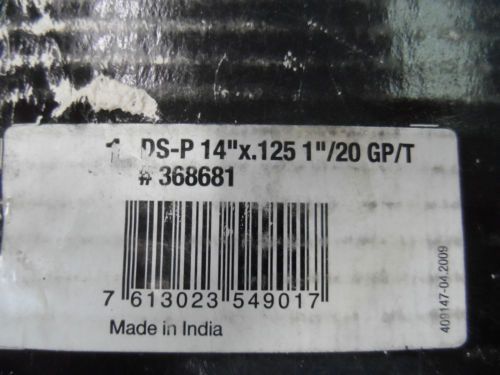 1 DS-P 14"x.125 1"/20 GP/T
# 368681
7 613023 549017
Made in India
409147-04.2009